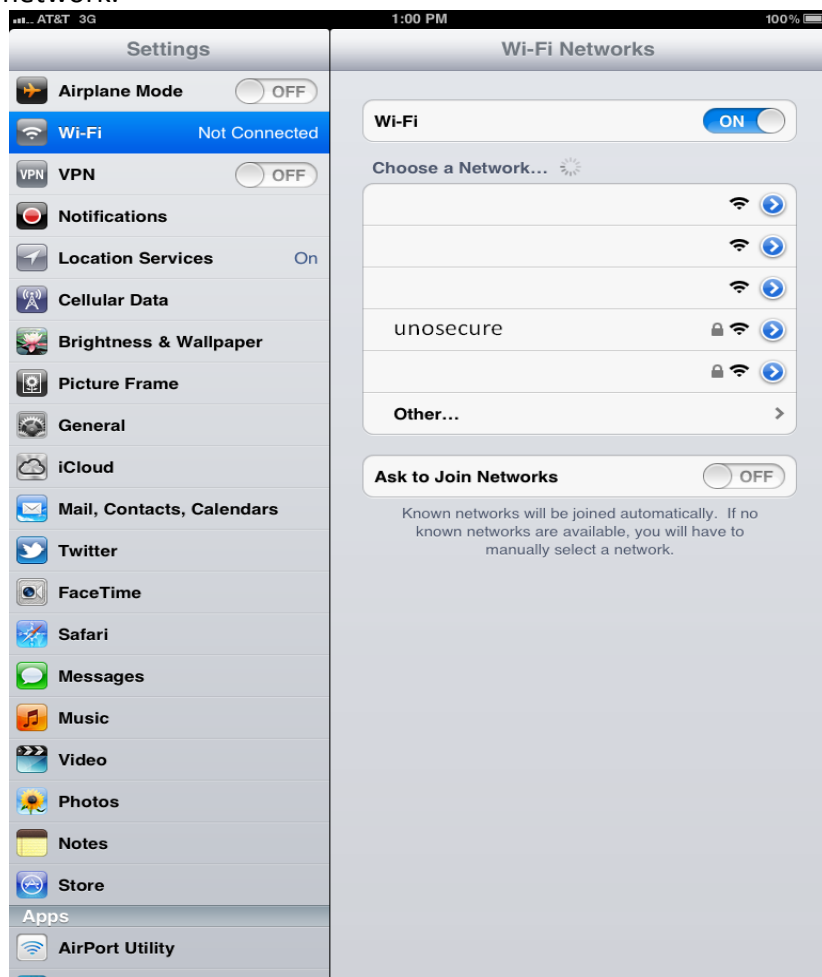 network.
AT&T 3G 1:00 PM 100%
Settings
Airplane Mode OFF
Wi-Fi Not Connected
VPN VPN OFF
Notifications
Location Services On
Cellular Data
Brightness & Wallpaper
Picture Frame
General
iCloud
Mail, Contacts, Calendars
Twitter
FaceTime
Safari
Messages
Music
Video
Photos
Notes
Store
Apps
AirPort Utility
Wi-Fi Networks
Wi-Fi ON
Choose a Network...
unosecure
Other...
Ask to Join Networks OFF
Known networks will be joined automatically. If no
known networks are available, you will have to
manually select a network.